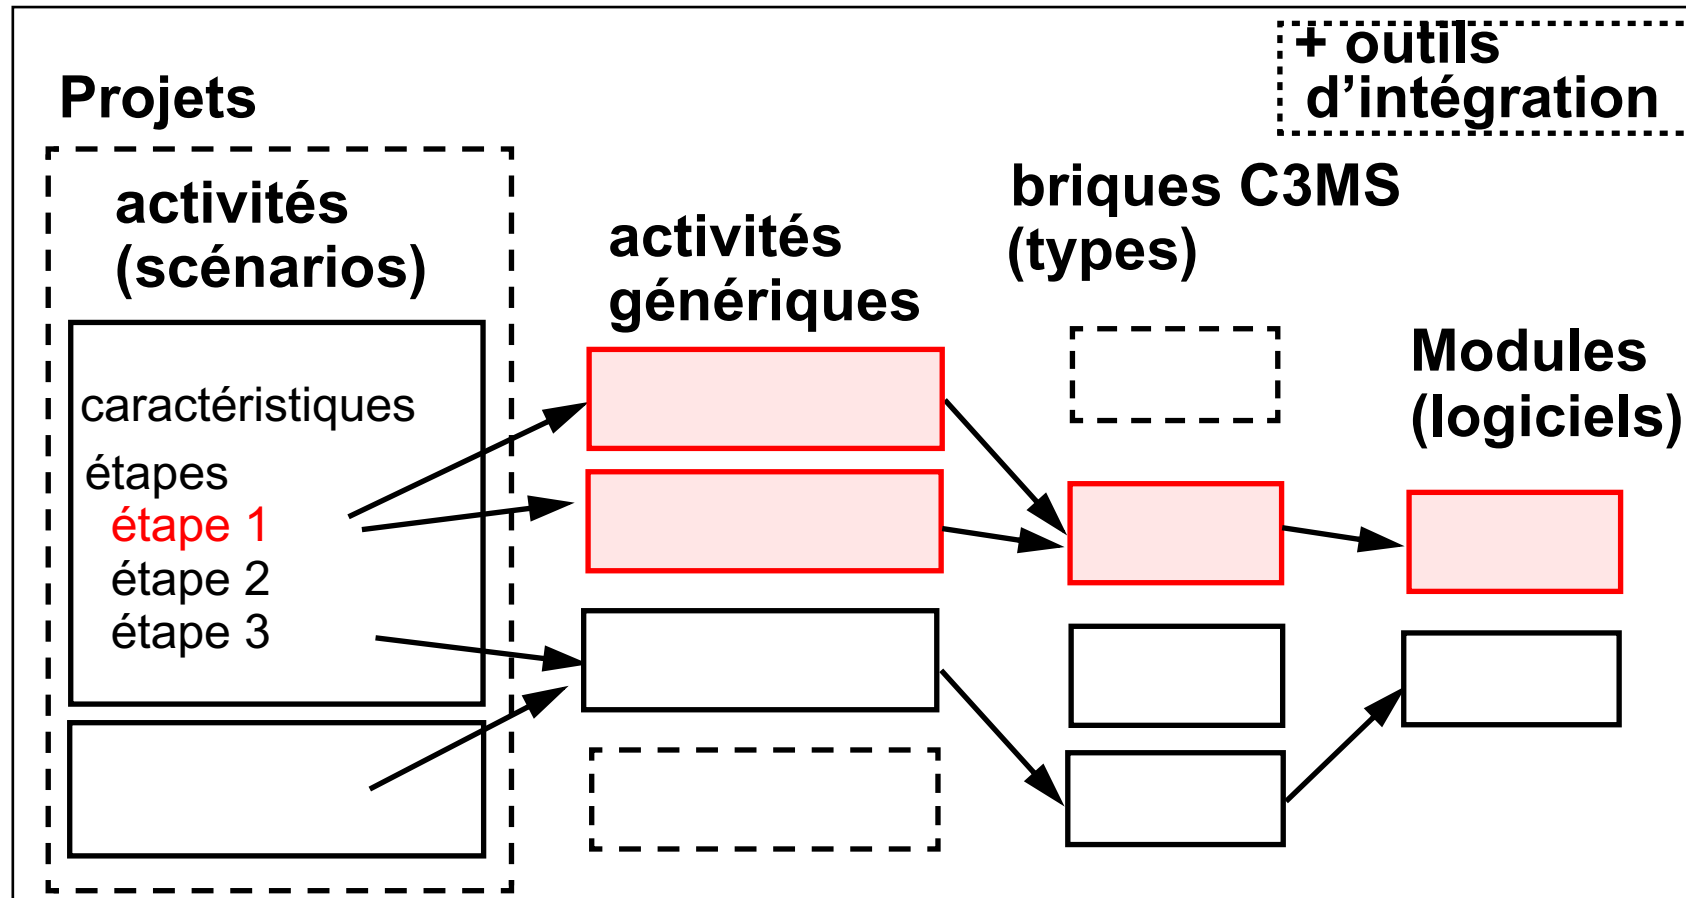 + outils
d’intégration
Projets
activités
(scénarios)
caractéristiques
étapes
étape 1
étape 2
étape 3
activités
génériques
briques C3MS
(types)
Modules
(logiciels)